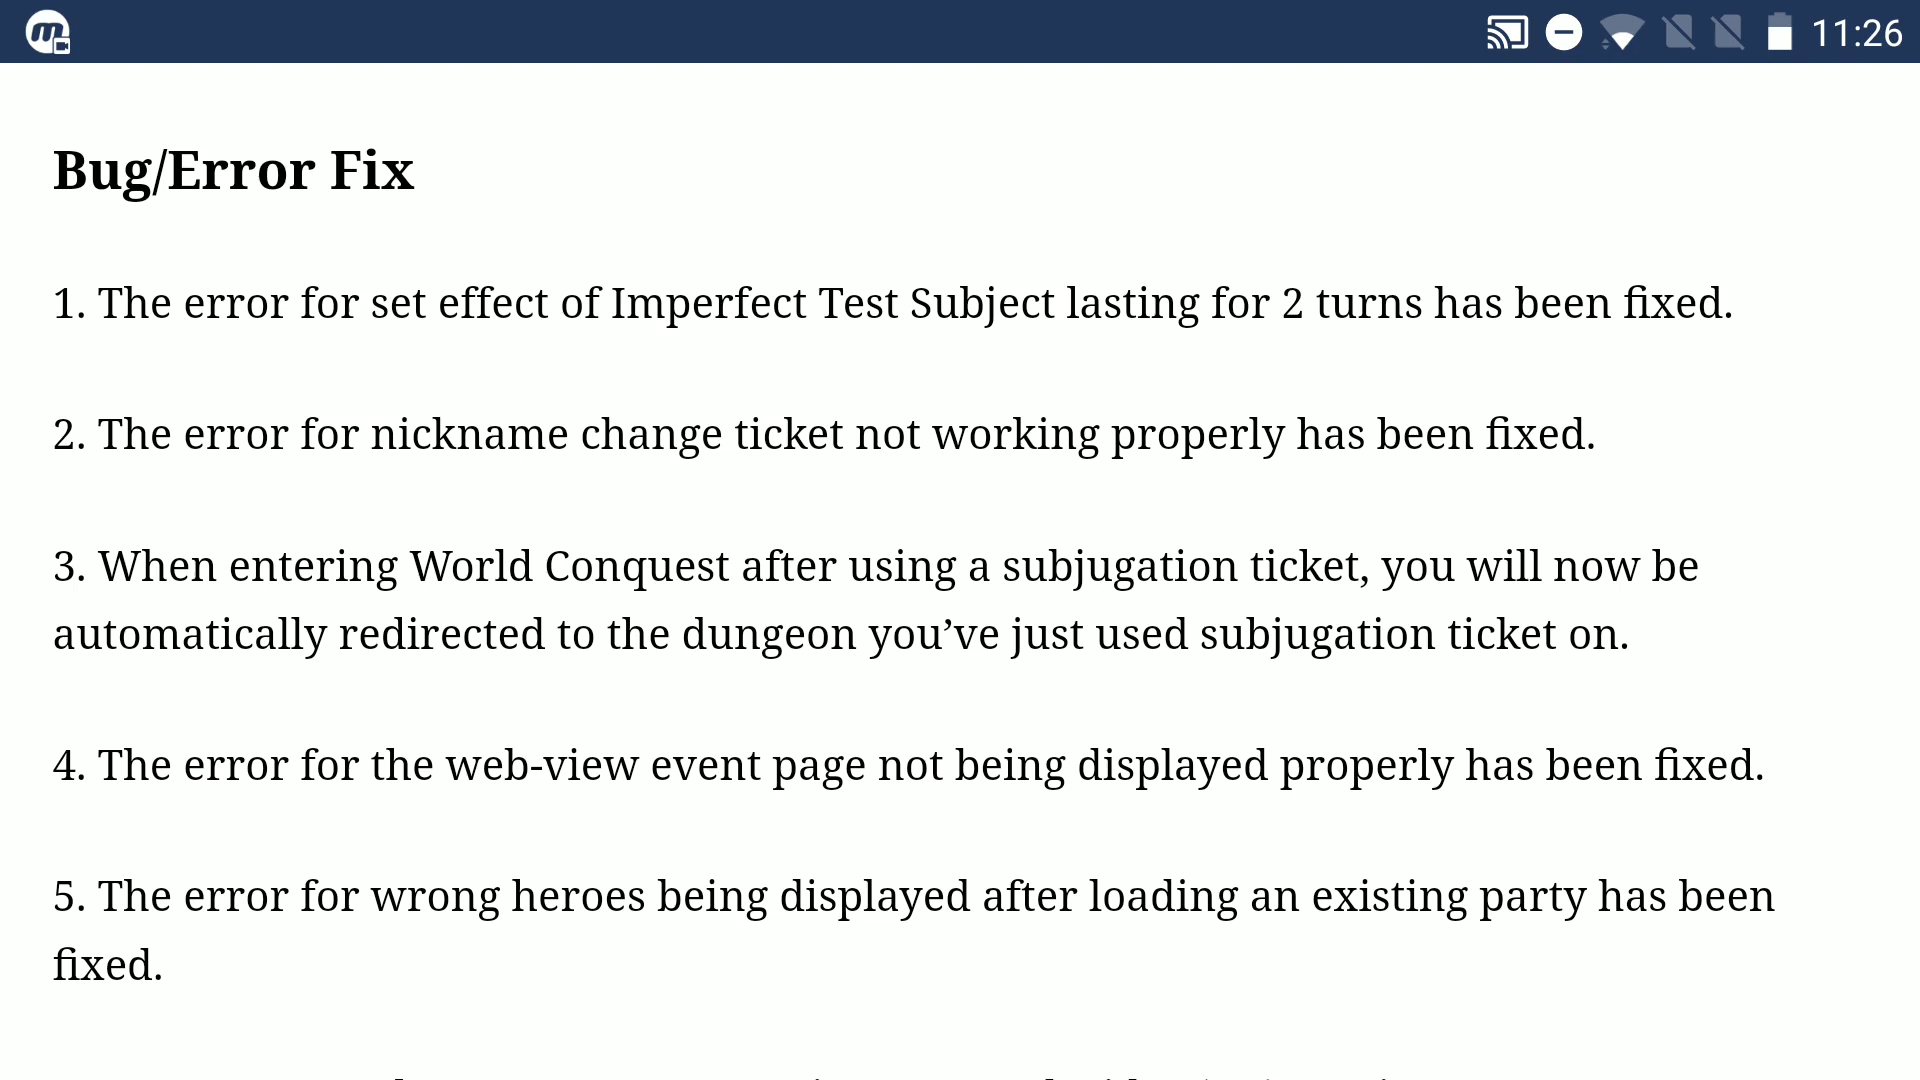 11:26
Bug/Error Fix
1. The error for set effect of Imperfect Test Subject lasting for 2 turns has been fixed.
2. The error for nickname change ticket not working properly has been fixed.
3. When entering World Conquest after using a subjugation ticket, you will now be
automatically redirected to the dungeon you’ve just used subjugation ticket on.
4. The error for the web-view event page not being displayed properly has been fixed.
5. The error for wrong heroes being displayed after loading an existing party has been
fixed.